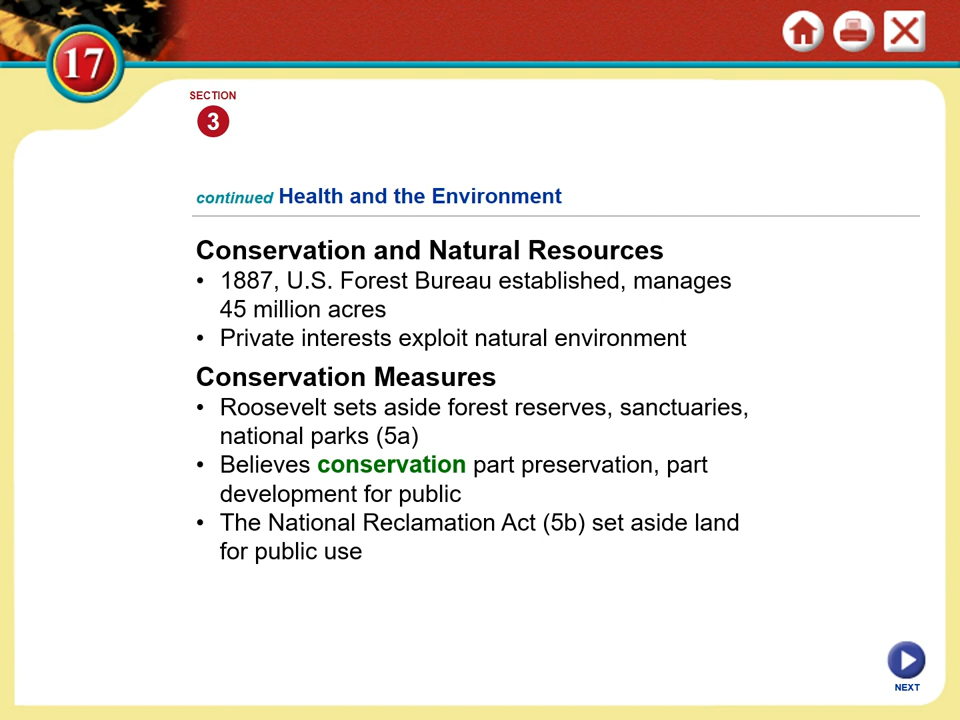 17
SECTION
3
continued Health and the Environment
Conservation and Natural Resources
• 1887, U.S. Forest Bureau established, manages
45 million acres
• Private interests exploit natural environment
Conservation Measures
• Roosevelt sets aside forest reserves, sanctuaries,
national parks (5a)
• Believes conservation part preservation, part
development for public
• The National Reclamation Act (5b) set aside land
for public use
NEXT